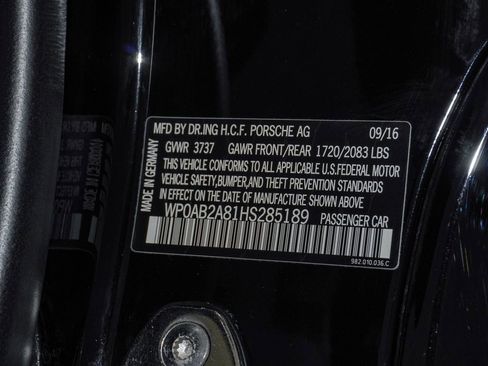 MFD BY DR.ING H.C.F. PORSCHE AG 09/16
GVWR 3737 GAWR FRONT/REAR 1720/2083 LBS
THIS VEHICLE CONFORMS TO ALL APPLICABLE U.S.FEDERAL MOTOR
VEHICLE SAFETY,BUMPER,AND THEFT PREVENTION STANDARDS
IN EFFECT ON THE DATE OF MANUFACTURE SHOWN ABOVE
WP0AB2A81HS285189 PASSENGER CAR
982.010.036.C
MADE IN GERMANY